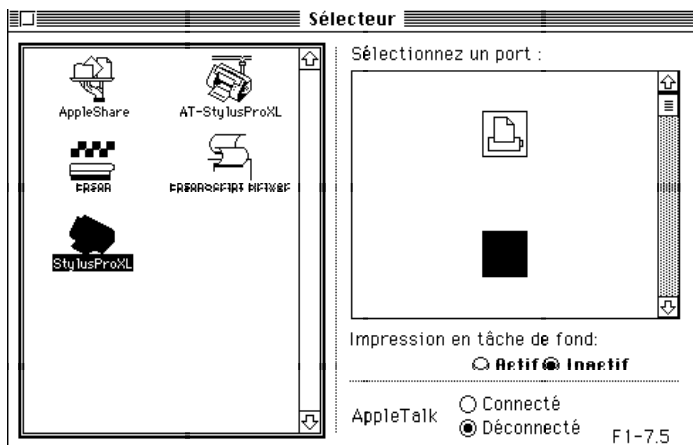 Sélecteur
AppleShare
AT-StylusProXL
StylusProXL
Sélectionnez un port :
Impression en tâche de fond:
Actif Inactif
AppleTalk
Connecté
Déconnecté
F1-7.5